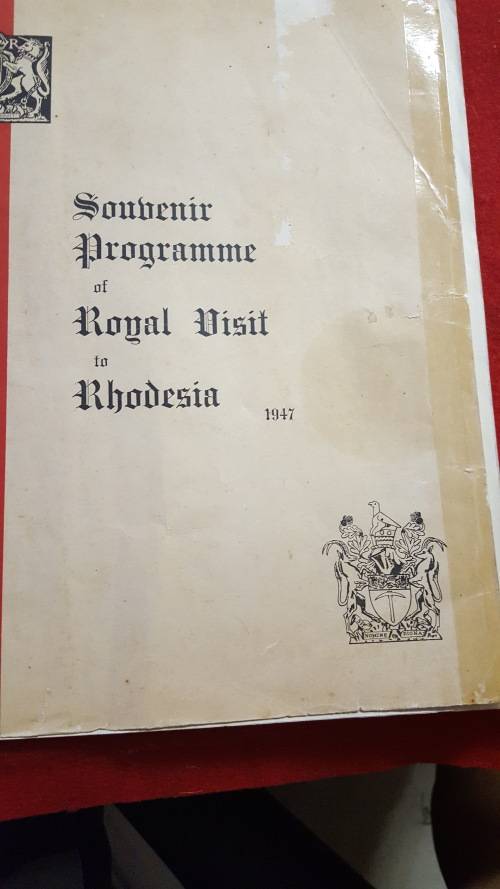 R
Souvenir
Programme
of
Royal Visit
to
Rhodesia
1947